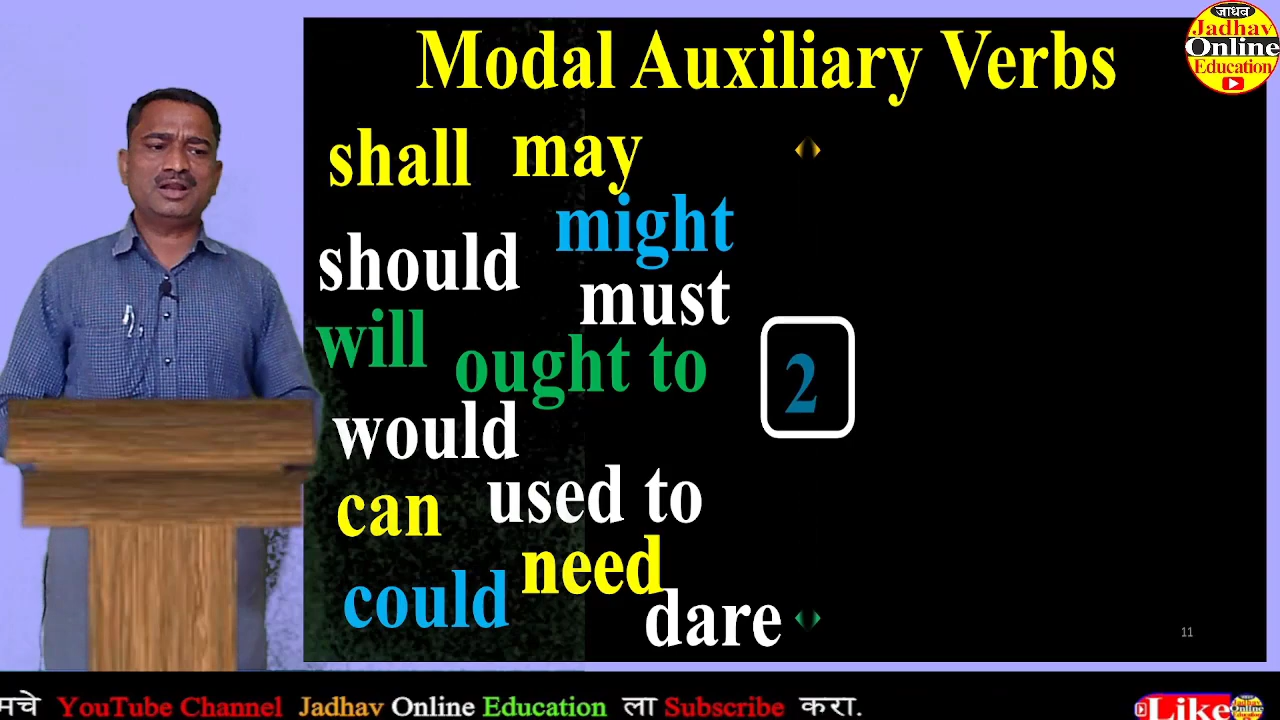 Modal Auxiliary Verbs
जाधव
Jadhav
Online
Education
shall may
might
should
must
will
ought to
2
would
used to
can
need
could
dare
11
मचे YouTube Channel Jadhav Online Education ला Subscribe करा.
Like